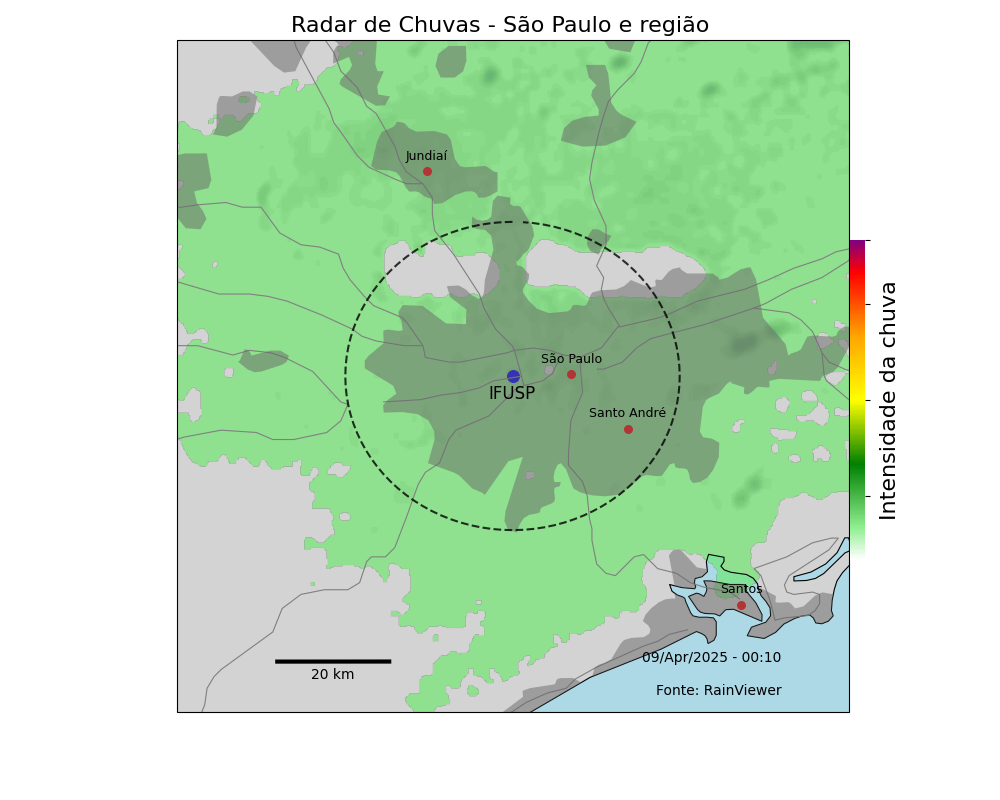 Radar de Chuvas - São Paulo e região
Jundiaí
São Paulo
IFUSP
Santo André
Santos
09/Apr/2025 - 00:10
20 km
Fonte: RainViewer
Intensidade da chuva